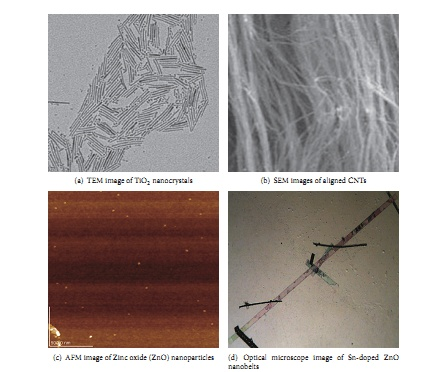 (a) TEM image of TiO₂ nanocrystals
(b) SEM images of aligned CNTs
(c) AFM image of Zinc oxide (ZnO) nanoparticles
(d) Optical microscope image of Sn-doped ZnO
nanobelts